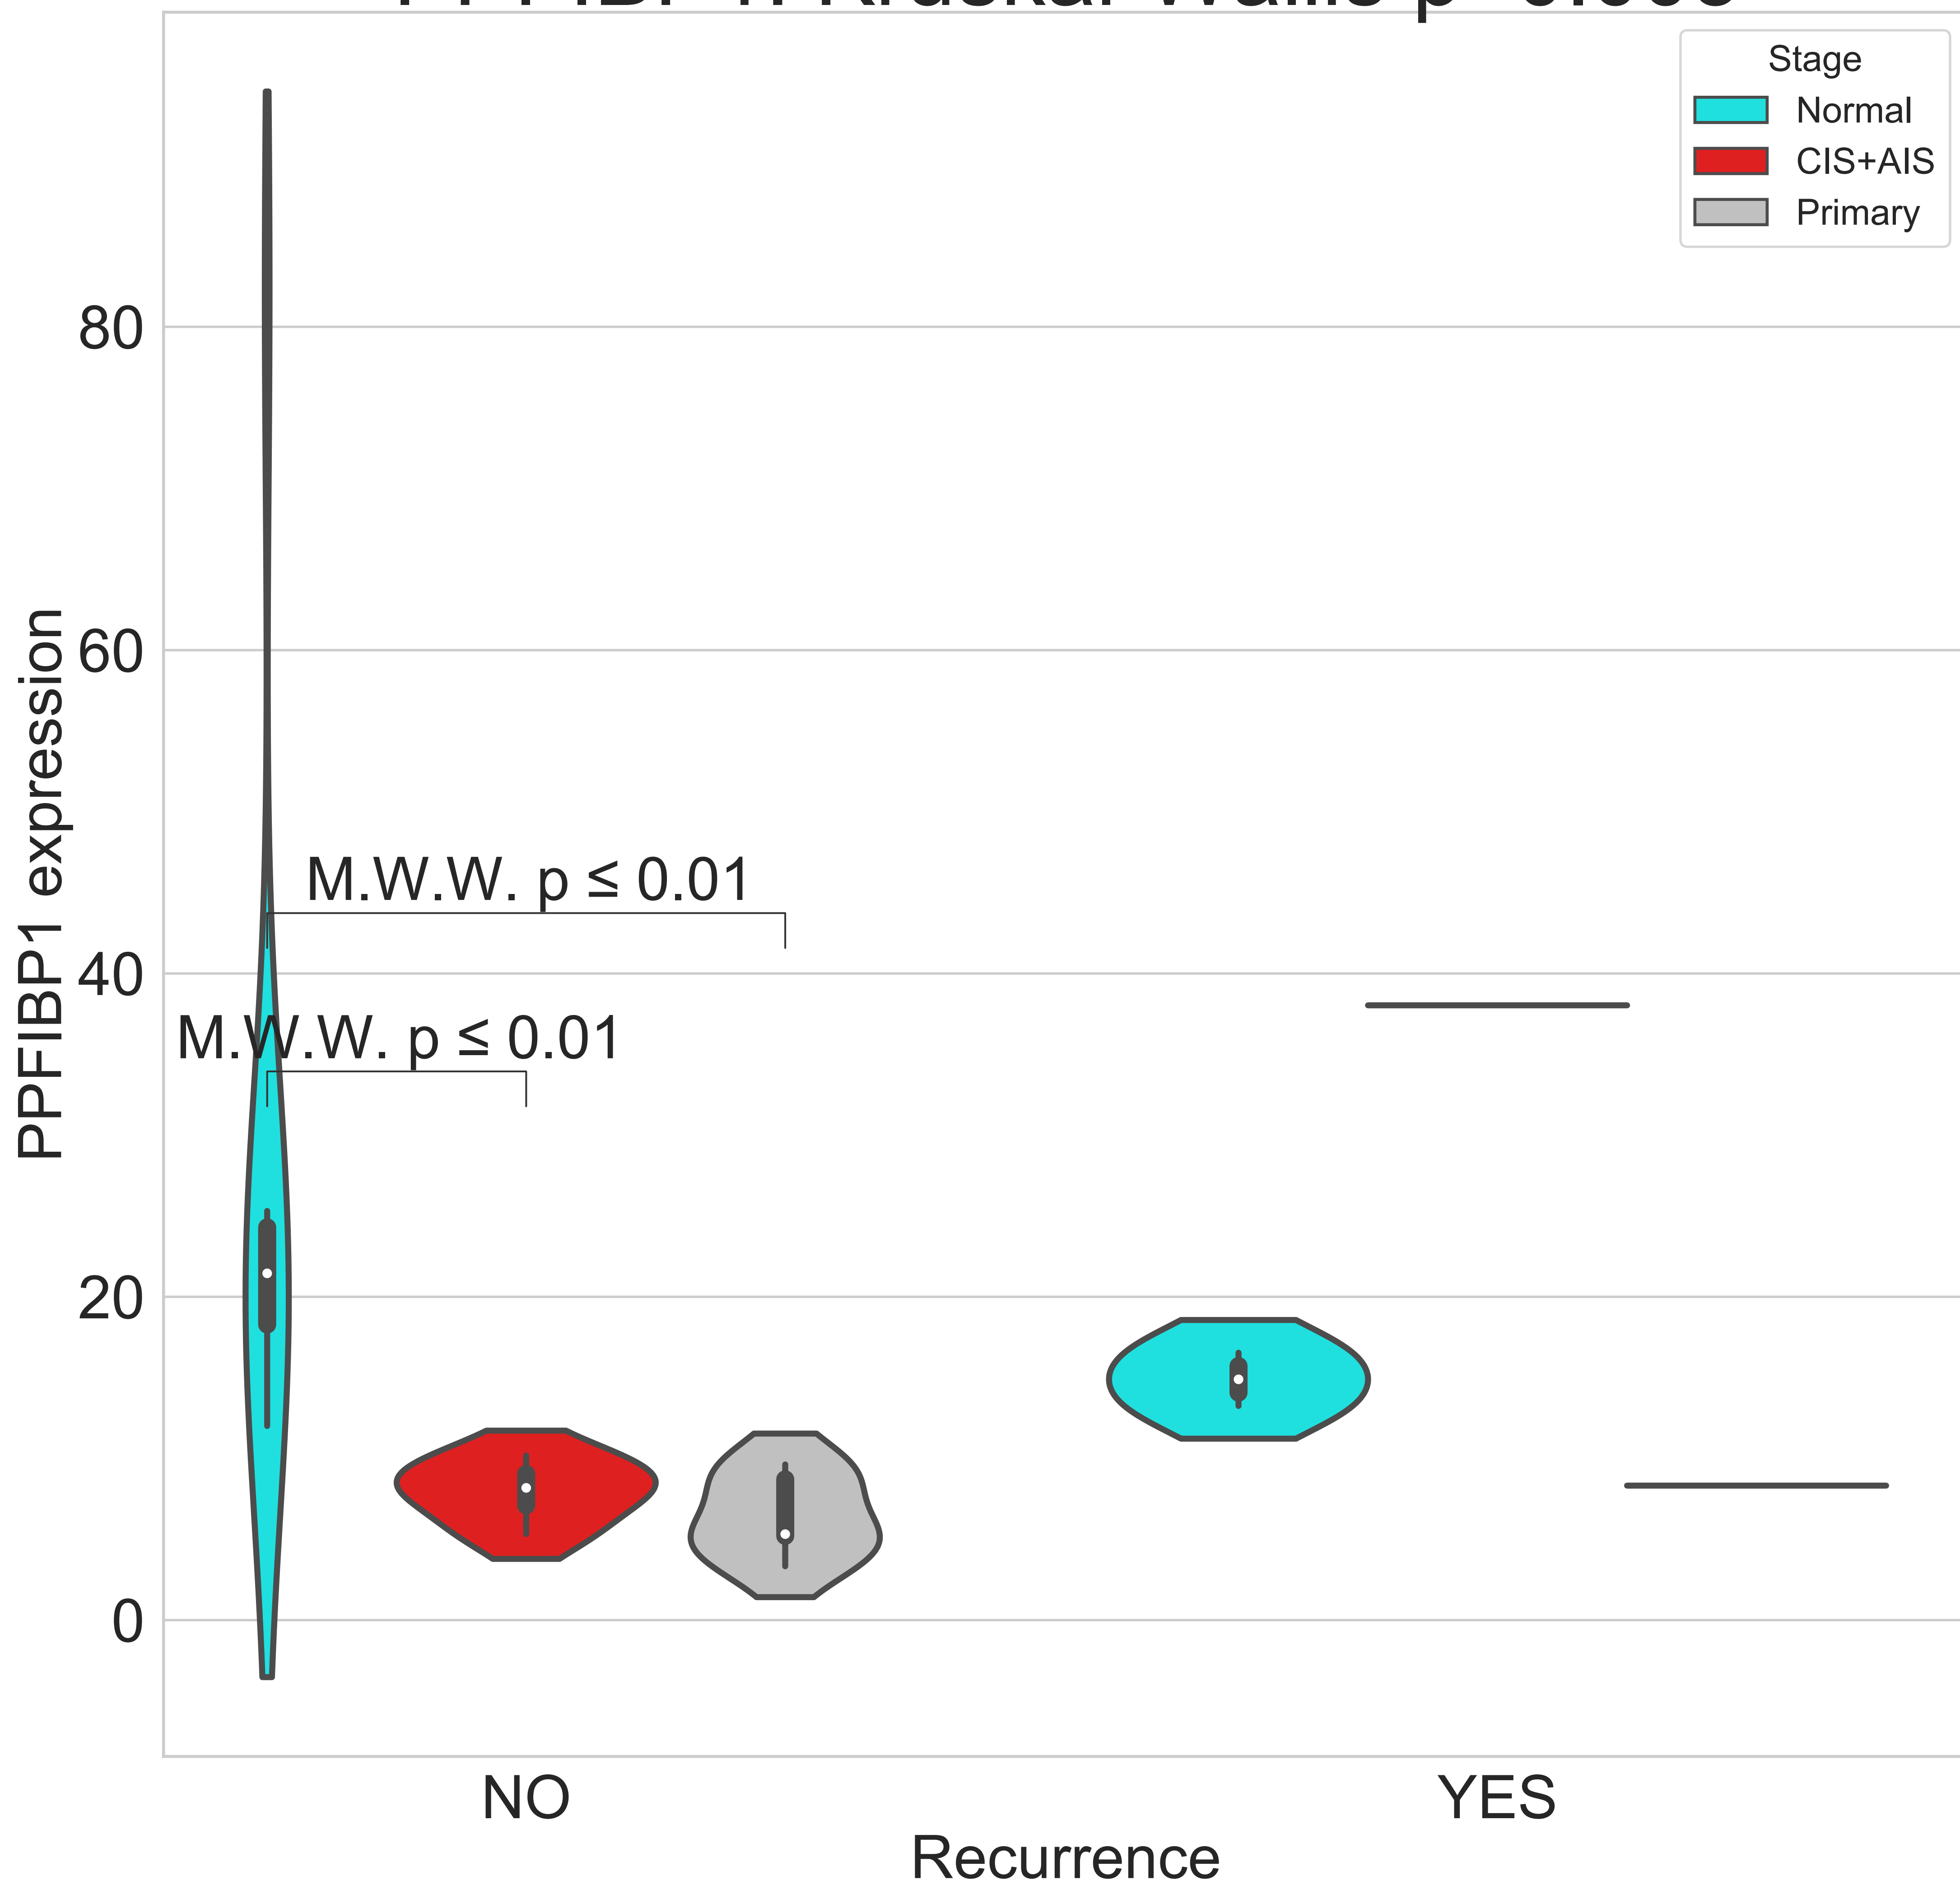 Stage
Normal
CIS+AIS
Primary
80
60
40
20
0
PPFIBP1 expression
M.W.W. p ≤ 0.01
M.W.W. p ≤ 0.01
NO
YES
Recurrence